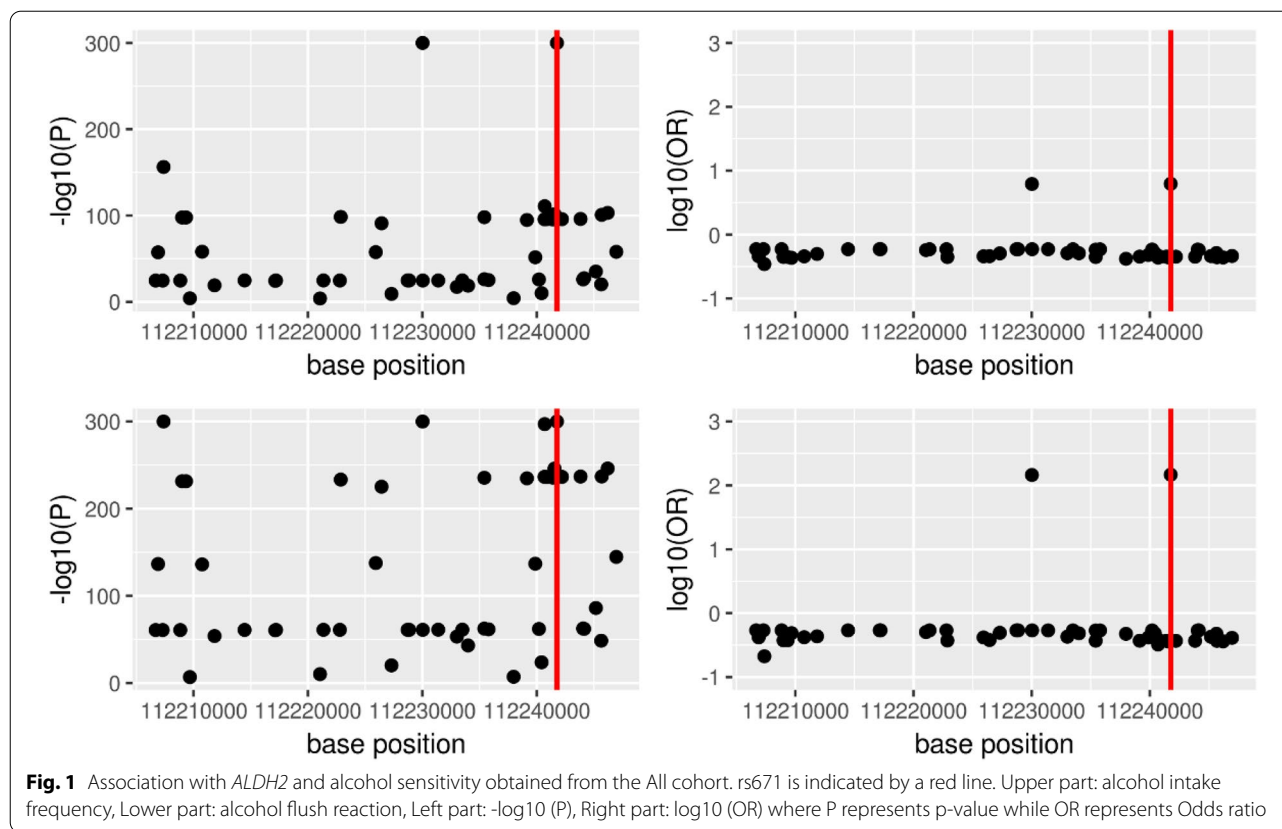 300
200
100
0
-log10(P)
112210000 112220000 112230000 112240000
base position
3
2
1
0
-1
log10(OR)
112210000 112220000 112230000 112240000
base position
300
200
100
0
-log10(P)
112210000 112220000 112230000 112240000
base position
3
2
1
0
-1
log10(OR)
112210000 112220000 112230000 112240000
base position
Fig. 1 Association with ALDH2 and alcohol sensitivity obtained from the All cohort. rs671 is indicated by a red line. Upper part: alcohol intake
frequency, Lower part: alcohol flush reaction, Left part: -log10 (P), Right part: log10 (OR) where P represents p-value while OR represents Odds ratio